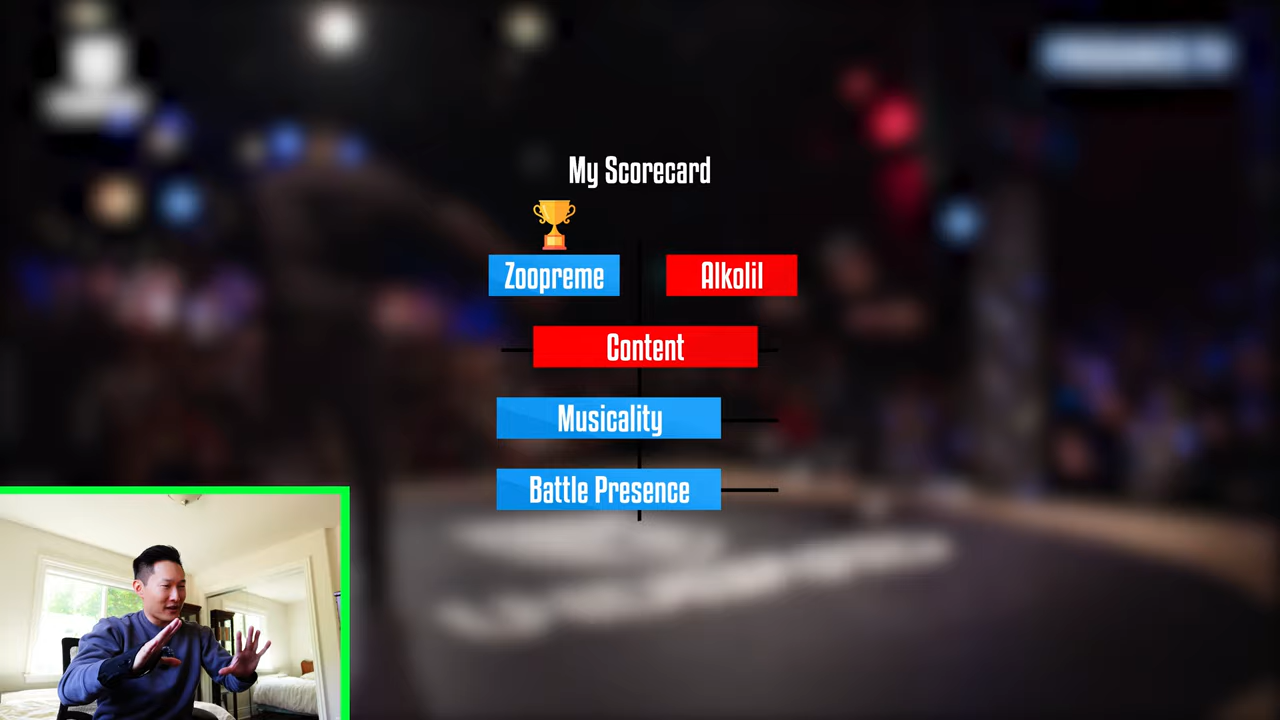 My Scorecard
Zoopreme
Alkolil
Content
Musicality
Battle Presence